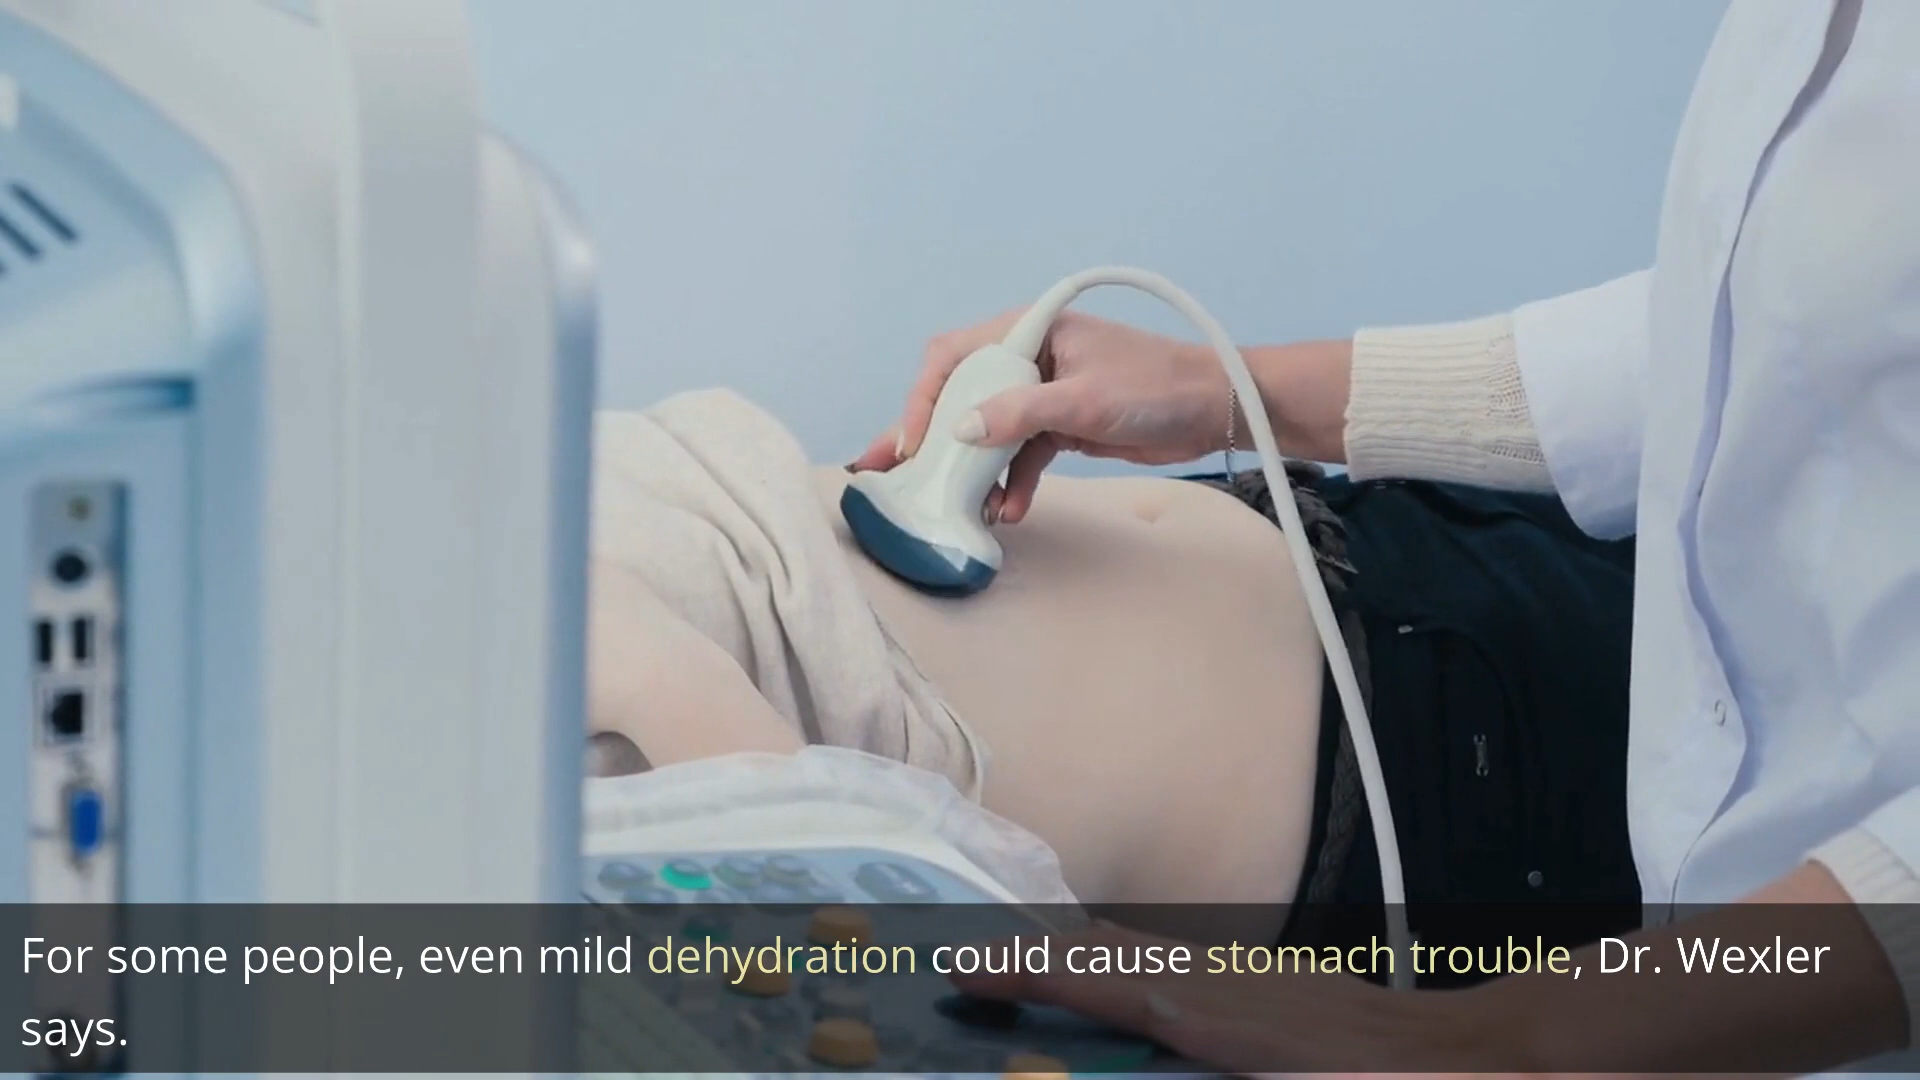 For some people, even mild dehydration could cause stomach trouble, Dr. Wexler
says.